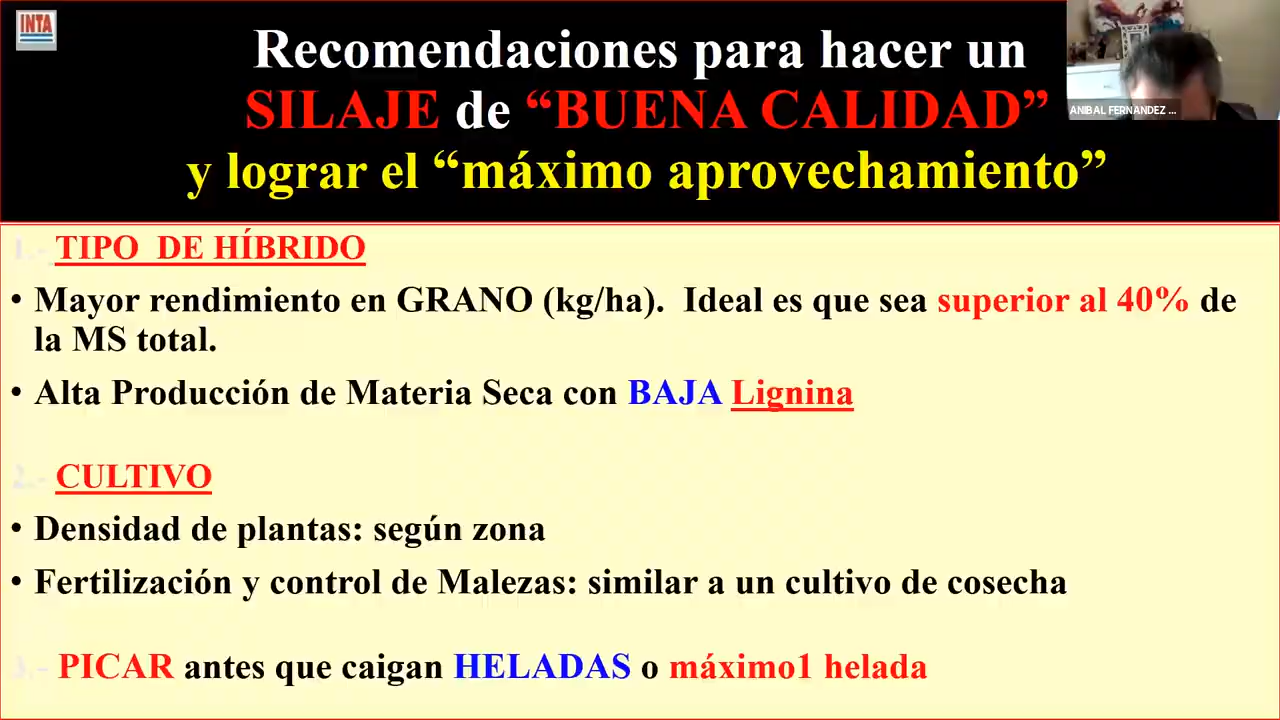 INTA
Recomendaciones para hacer un
SILAJE de “BUENA CALIDAD”
y lograr el “máximo aprovechamiento”
ANIBAL FERNANDEZ ...
1.- TIPO DE HÍBRIDO
• Mayor rendimiento en GRANO (kg/ha). Ideal es que sea superior al 40% de
la MS total.
• Alta Producción de Materia Seca con BAJA Lignina
2.- CULTIVO
• Densidad de plantas: según zona
• Fertilización y control de Malezas: similar a un cultivo de cosecha
3.- PICAR antes que caigan HELADAS o máximo1 helada